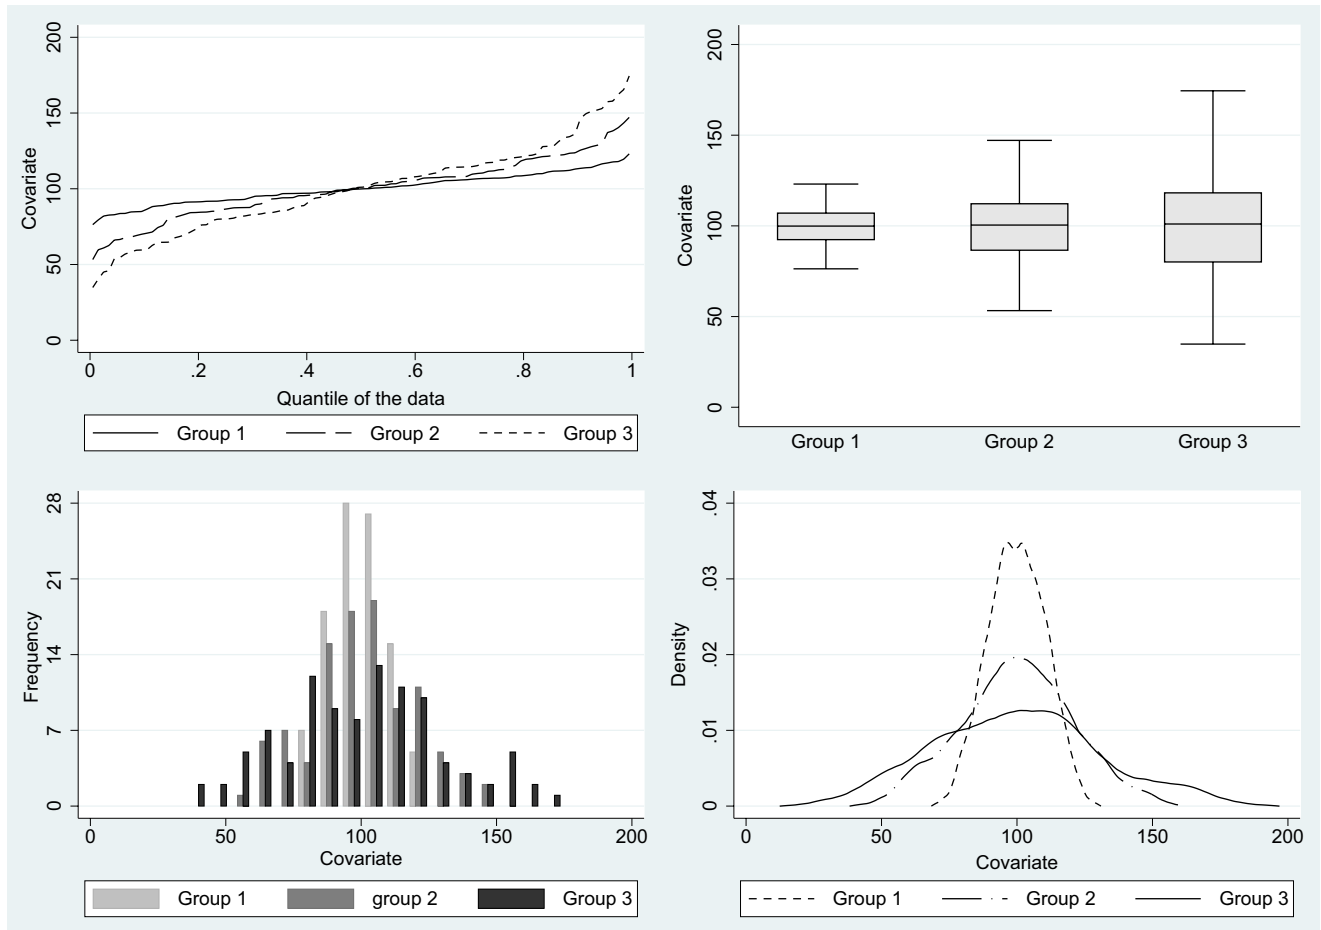 200
150
100
50
0
Covariate
0 .2 .4 .6 .8 1
Quantile of the data
Group 1 Group 2 Group 3
200
150
100
50
0
Covariate
Group 1 Group 2 Group 3
28
21
14
7
0
Frequency
0 50 100 150 200
Covariate
Group 1 group 2 Group 3
.04
.03
.02
.01
0
Density
0 50 100 150 200
Covariate
Group 1 Group 2 Group 3